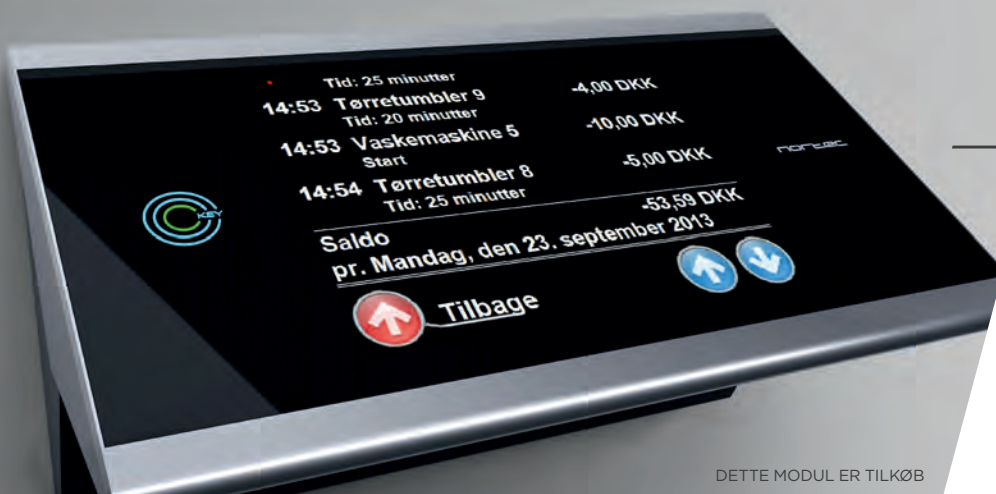 Tid: 25 minutter
14:53 Tørretumbler 9 -4,00 DKK
Tid: 20 minutter
14:53 Vaskemaskine 5 -10,00 DKK
Start
14:54 Tørretumbler 8 -5,00 DKK
Tid: 25 minutter
Saldo -53,59 DKK
pr. Mandag, den 23. september 2013
Tilbage
KEY
nortec
DETTE MODUL ER TILKØB